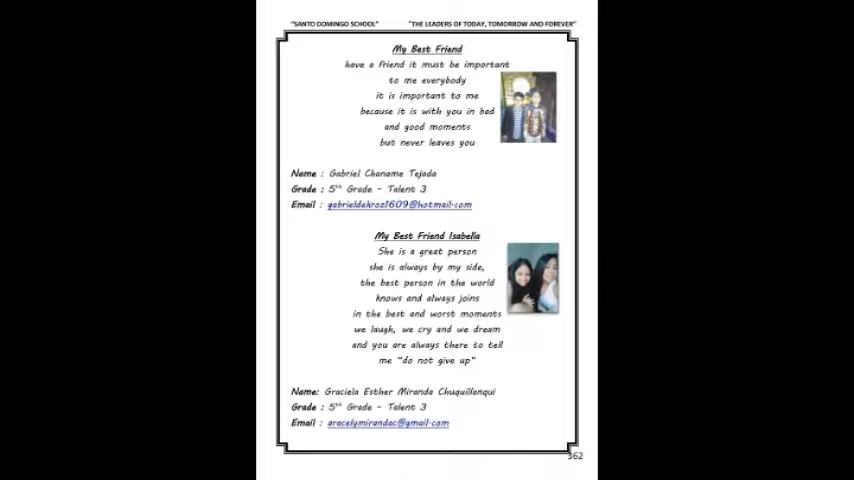 "SANTO DOMINGO SCHOOL" "THE LEADERS OF TODAY, TOMORROW AND FOREVER"
My Best Friend
have a friend it must be important
to me everybody
it is important to me
because it is with you in bad
and good moments
but never leaves you
Name : Gabriel Chaname Tejada
Grade : 5th Grade - Talent 3
Email : gabrieldekroz1609@hotmail.com
My Best Friend Isabella
She is a great person
she is always by my side,
the best person in the world
knows and always joins
in the best and worst moments
we laugh, we cry and we dream
and you are always there to tell
me "do not give up"
Name: Graciela Esther Miranda Chuquillanqui
Grade : 5th Grade - Talent 3
Email : aracelymirandac@gmail.com
362